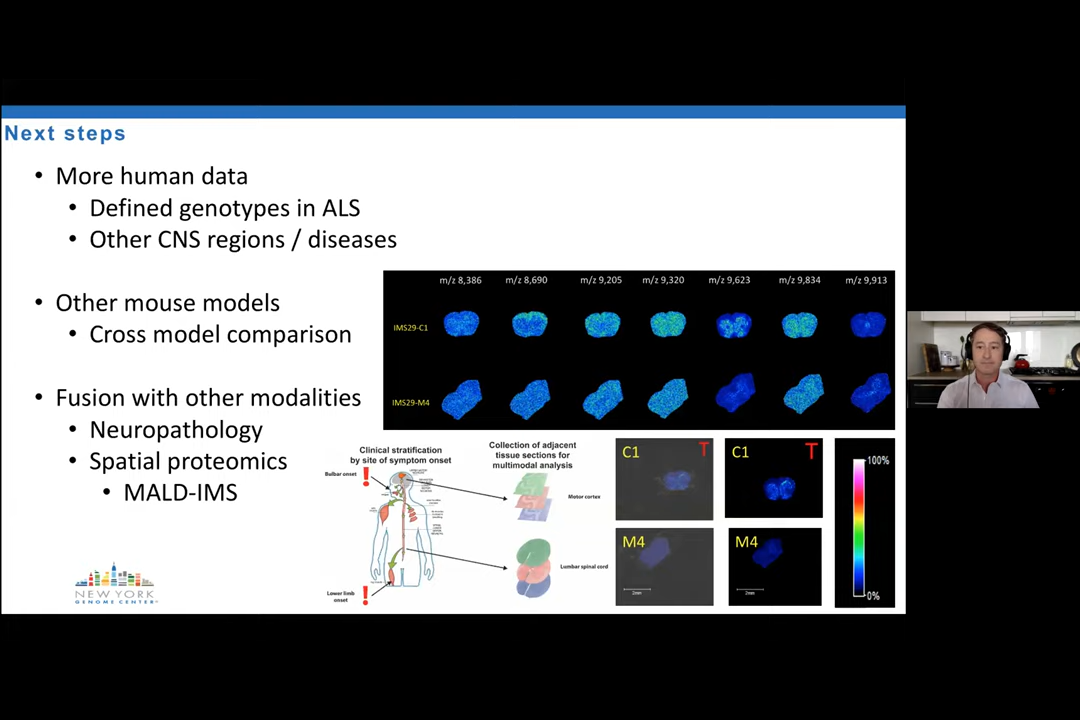 Next steps
• More human data
• Defined genotypes in ALS
• Other CNS regions / diseases
• Other mouse models
• Cross model comparison
• Fusion with other modalities
• Neuropathology
• Spatial proteomics
• MALD-IMS
m/z 8,386 m/z 8,690 m/z 9,205 m/z 9,320 m/z 9,623 m/z 9,834 m/z 9,913
IMS29-C1
IMS29-M4
Clinical stratification
by site of symptom onset
Bulbar onset
Lower limb
onset
Collection of adjacent
tissue sections for
multimodal analysis
Motor cortex
Lumbar spinal cord
C1 T
C1 T
M4
2mm
M4
2mm
100%
0%
NEW YORK
GENOME CENTER